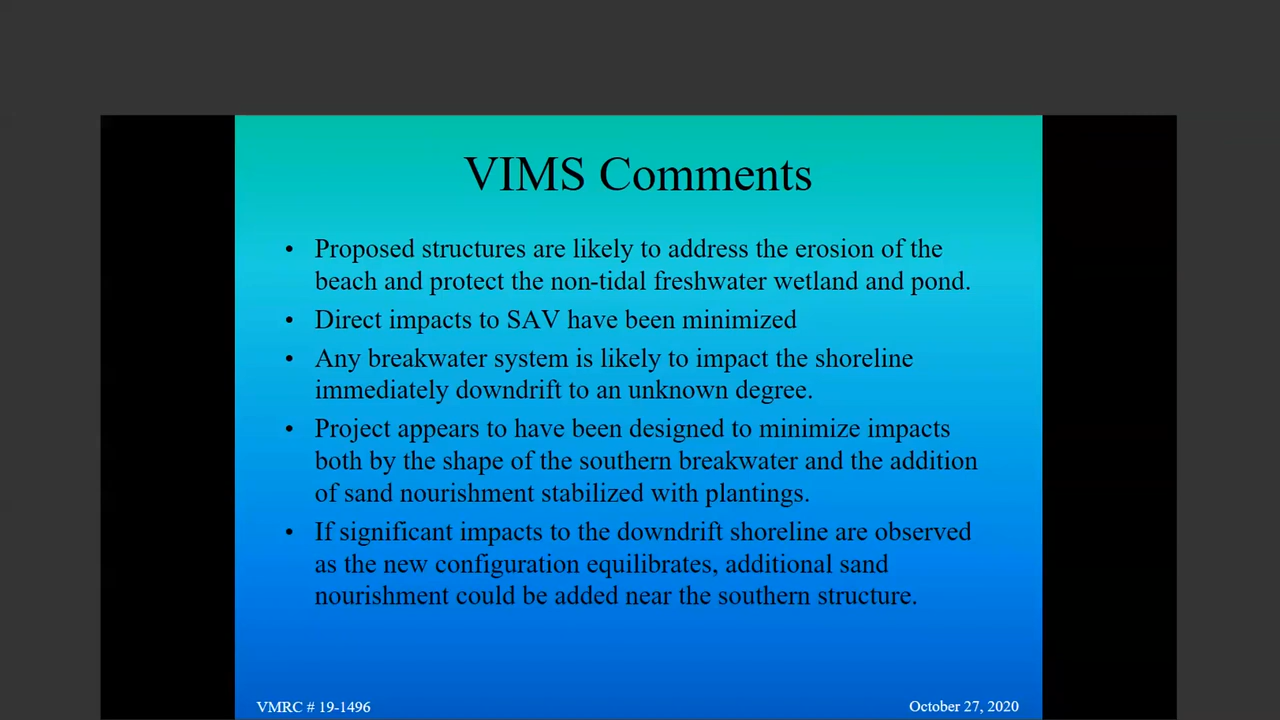 VIMS Comments
• Proposed structures are likely to address the erosion of the
beach and protect the non-tidal freshwater wetland and pond.
• Direct impacts to SAV have been minimized
• Any breakwater system is likely to impact the shoreline
immediately downdrift to an unknown degree.
• Project appears to have been designed to minimize impacts
both by the shape of the southern breakwater and the addition
of sand nourishment stabilized with plantings.
• If significant impacts to the downdrift shoreline are observed
as the new configuration equilibrates, additional sand
nourishment could be added near the southern structure.
VMRC # 19-1496
October 27, 2020